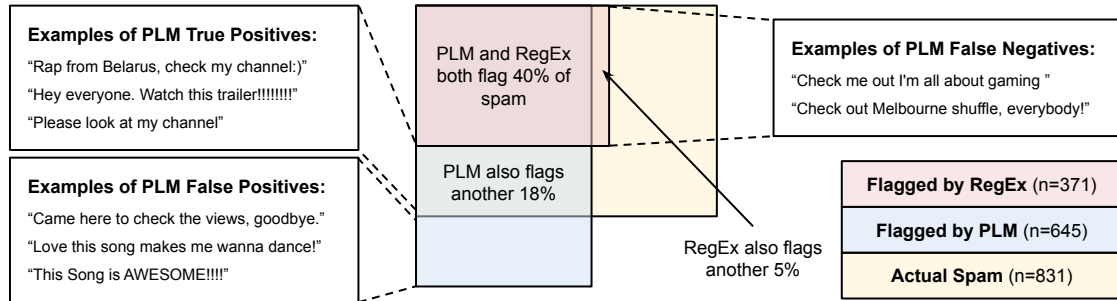 Examples of PLM True Positives:
“Rap from Belarus, check my channel:)”
“Hey everyone. Watch this trailer!!!!!!!!”
“Please look at my channel”
Examples of PLM False Positives:
“Came here to check the views, goodbye.”
“Love this song makes me wanna dance!”
“This Song is AWESOME!!!!”
PLM and RegEx
both flag 40% of
spam
PLM also flags
another 18%
RegEx also flags
another 5%
Examples of PLM False Negatives:
“Check me out I'm all about gaming ”
“Check out Melbourne shuffle, everybody!”
Flagged by RegEx (n=371)
Flagged by PLM (n=645)
Actual Spam (n=831)